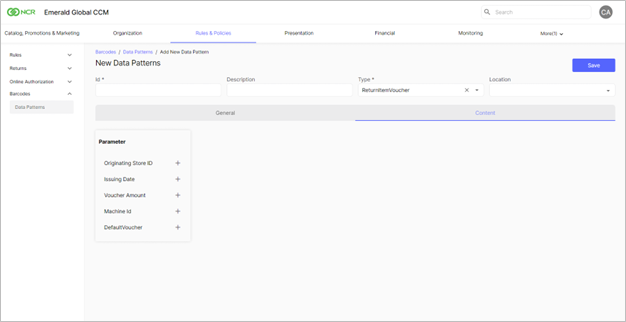 NCR Emerald Global CCM Search CA
Catalog, Promotions & Marketing Organization Rules & Policies Presentation Financial Monitoring More(1)
Roles
Returns
Online Authorization
Barcodes
Data Patterns
Barcodes / Data Patterns / Add New Data Pattern
New Data Patterns Save
Id * Description Type * Location
ReturnItemVoucher
General Content
Parameter
Originating Store ID +
Issuing Date +
Voucher Amount +
Machine Id +
DefaultVoucher +